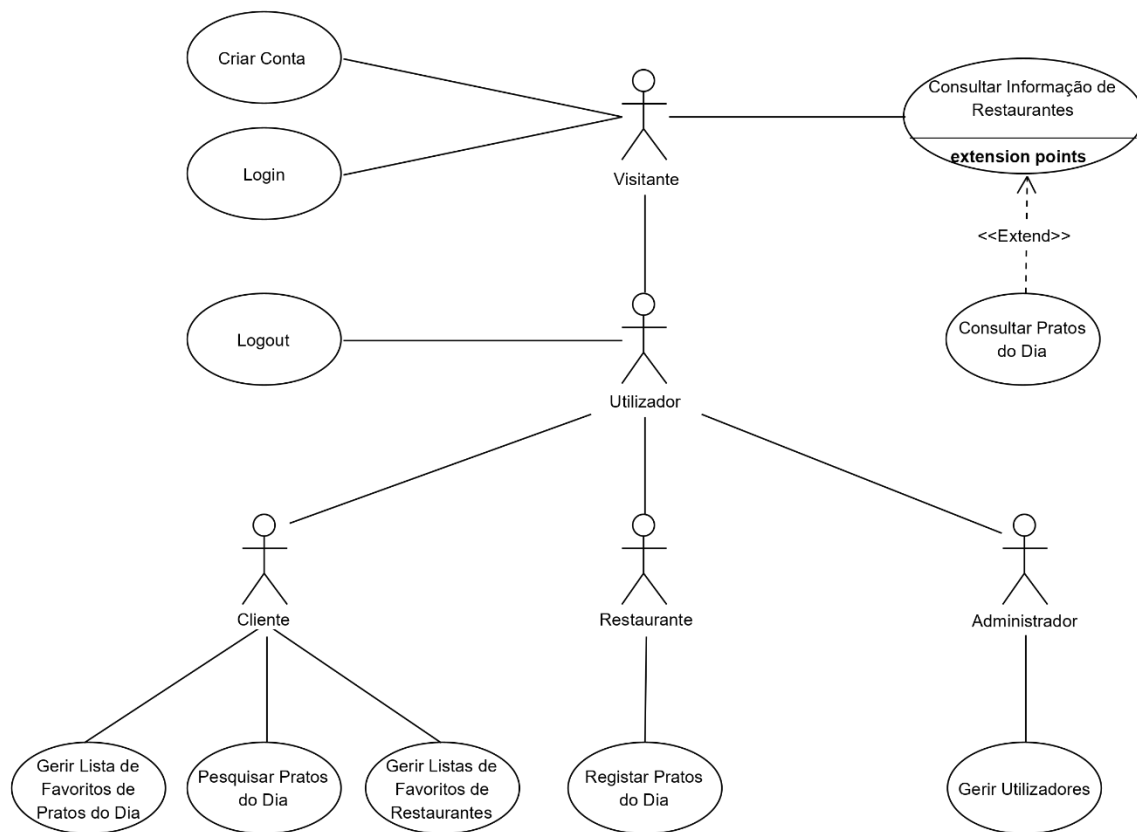 Criar Conta
Consultar Informação de
Restaurantes
extension points
Login
Visitante
<<Extend>>
Logout
Consultar Pratos
do Dia
Utilizador
Cliente
Restaurante
Administrador
Gerir Lista de
Favoritos de
Pratos do Dia
Pesquisar Pratos
do Dia
Gerir Listas de
Favoritos de
Restaurantes
Registar Pratos
do Dia
Gerir Utilizadores